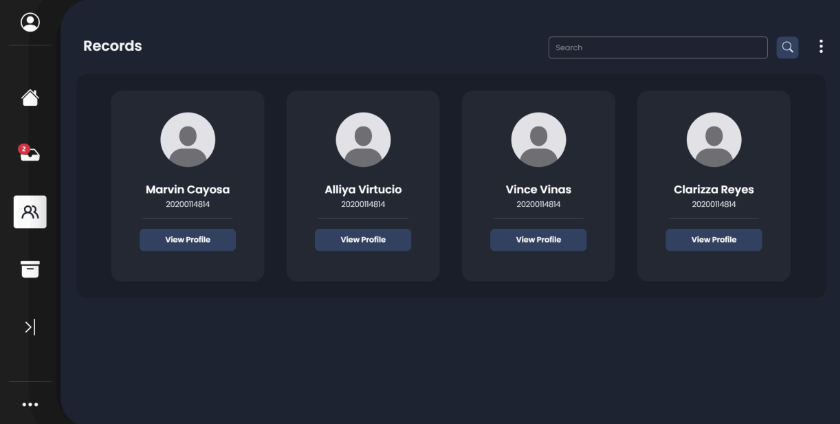 Records
Search
2
Marvin Cayosa
20200114814
View Profile
Alliya Virtucio
20200114814
View Profile
Vince Vinas
20200114814
View Profile
Clarizza Reyes
20200114814
View Profile